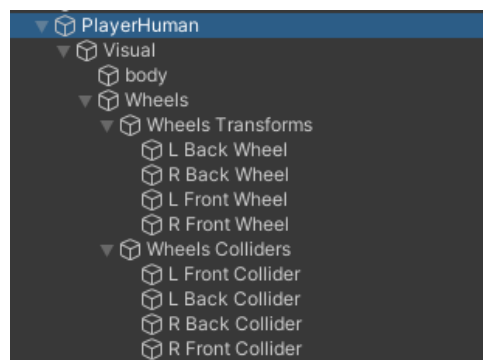 PlayerHuman
Visual
body
Wheels
Wheels Transforms
L Back Wheel
R Back Wheel
L Front Wheel
R Front Wheel
Wheels Colliders
L Front Collider
L Back Collider
R Back Collider
R Front Collider